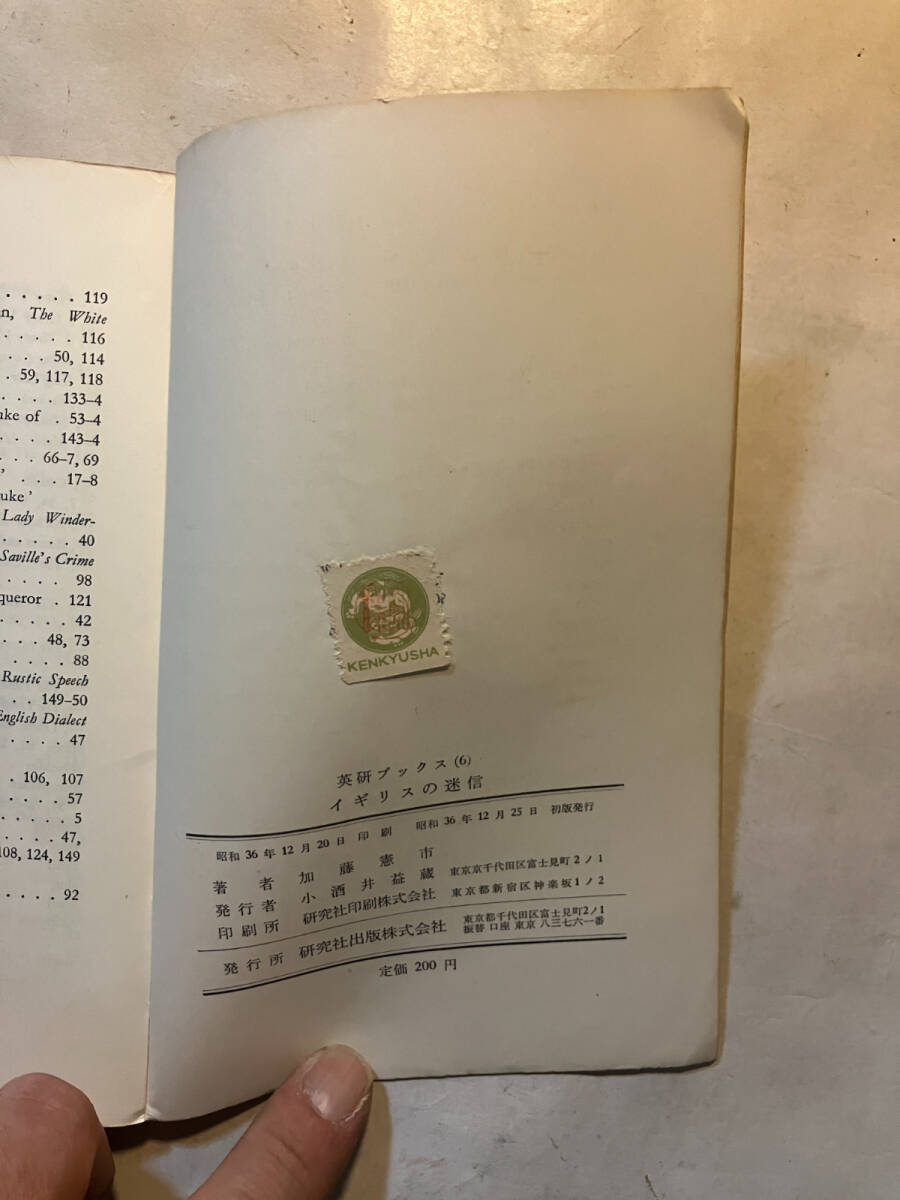 119
The White
116
50, 114
59, 117, 118
133–4
uke of . 53–4
143–4
66–7, 69
17–8
uke’
Lady Winder-
40
Saville's Crime
98
queror . 121
42
48, 73
88
Rustic Speech
149–50
English Dialect
47
106, 107
57
5
47,
108, 124, 149
92
KENKYUSHA
英研ブックス (6)
イギリスの迷信
昭和 36 年 12 月 20 日 印 刷 昭和 36 年 12 月 25 日 初版発行
著者 加藤憲市
発行者 小酒井益蔵 東京京千代田区富士見町 2 ノ 1
印刷所 研究社印刷株式会社 東京都新宿区神楽坂 1 ノ 2
発行所 研究社出版株式会社 東京都千代田区富士見町2ノ1
振替 口座 東京 八三七六一番
定価 200 円